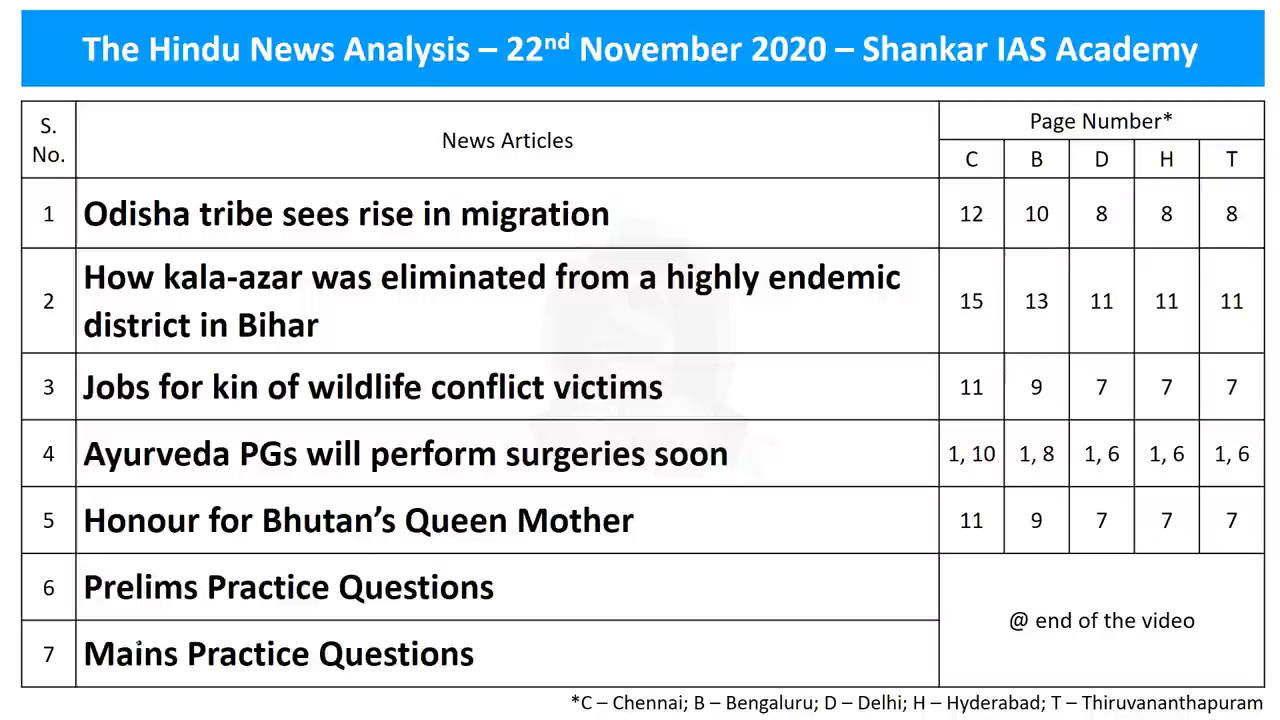 The Hindu News Analysis – 22nd November 2020 – Shankar IAS Academy
S. No. News Articles Page Number*
C B D H T
1 Odisha tribe sees rise in migration 12 10 8 8 8
2 How kala-azar was eliminated from a highly endemic
district in Bihar 15 13 11 11 11
3 Jobs for kin of wildlife conflict victims 11 9 7 7 7
4 Ayurveda PGs will perform surgeries soon 1, 10 1, 8 1, 6 1, 6 1, 6
5 Honour for Bhutan’s Queen Mother 11 9 7 7 7
6 Prelims Practice Questions
@ end of the video
7 Mains Practice Questions
*C – Chennai; B – Bengaluru; D – Delhi; H – Hyderabad; T – Thiruvananthapuram